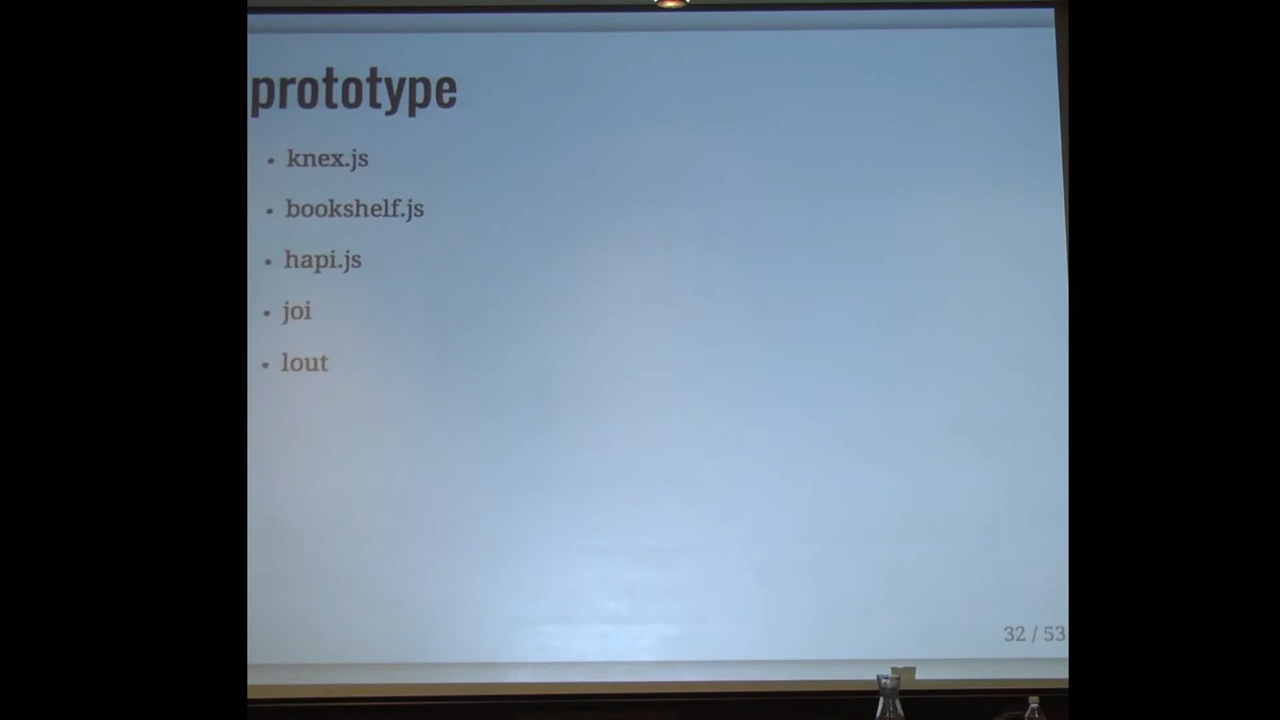 prototype
• knex.js
• bookshelf.js
• hapi.js
• joi
• lout
32 / 53